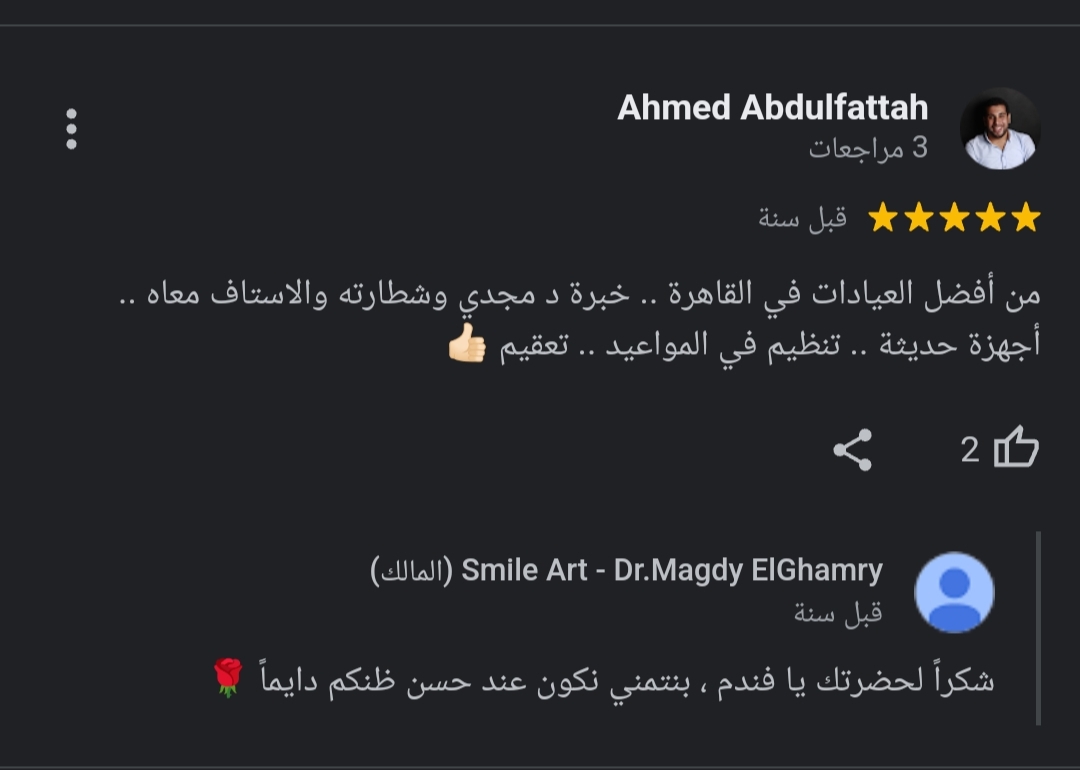 Ahmed Abdulfattah
3 مراجعات
قبل سنة
من أفضل العيادات في القاهرة .. خبرة د مجدي وشطارته والاستاف معاه ..
أجهزة حديثة .. تنظيم في المواعيد .. تعقيم 👍🏻
2
Smile Art - Dr.Magdy ElGhamry (المالك)
قبل سنة
شكراً لحضرتك يا فندم ، بنتمني نكون عند حسن ظنكم دايماً 🌹